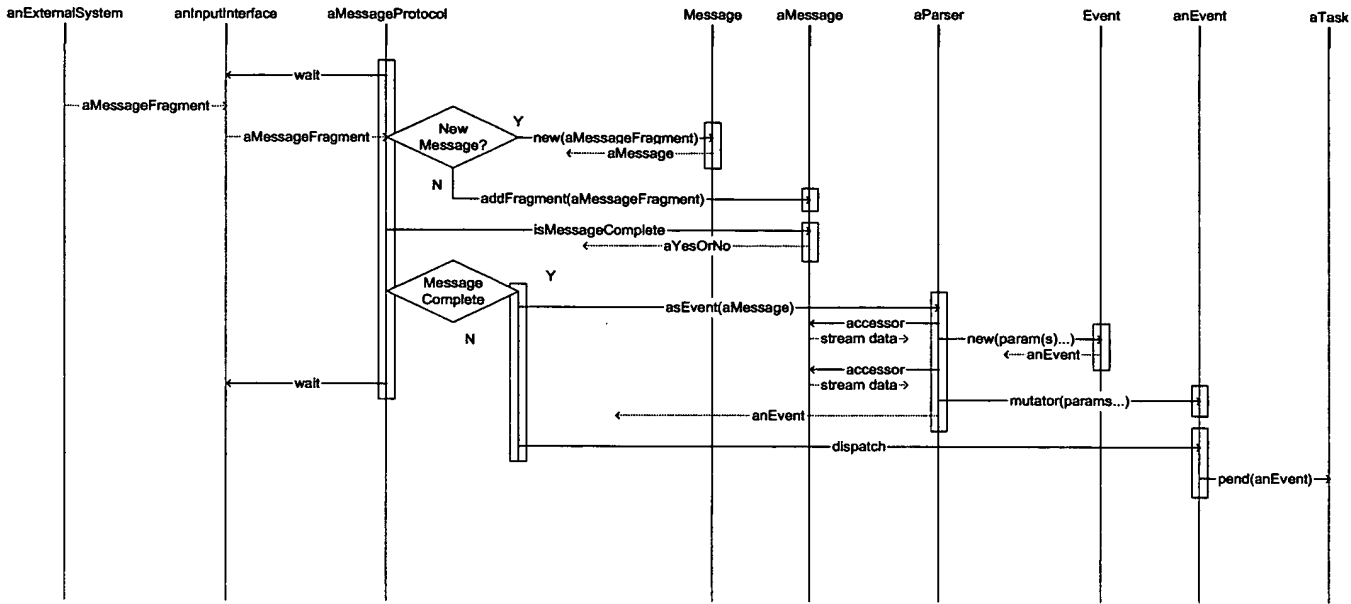 anExternalSystem anInputInterface aMessageProtocol Message aMessage aParser Event anEvent aTask
wait
aMessageFragment
aMessageFragment
New
Message?
Y
new(aMessageFragment)
aMessage
N
addFragment(aMessageFragment)
isMessageComplete
aYesOrNo
Message
Complete
Y
asEvent(aMessage)
accessor
stream data
new(param(s)...)
anEvent
N
accessor
wait
stream data
mutator(params...)
anEvent
dispatch
pend(anEvent)